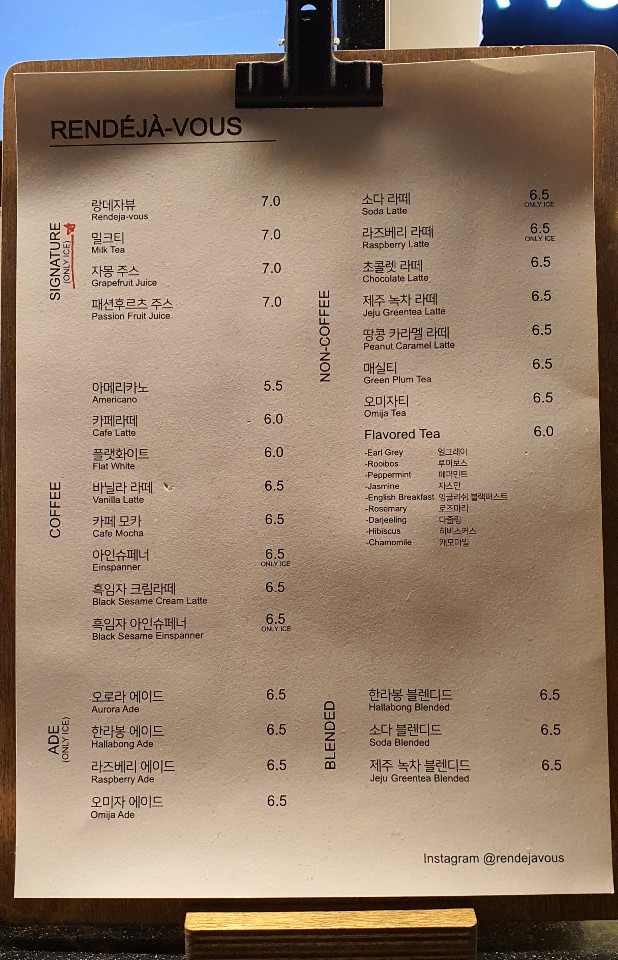 RENDÉJÀ-VOUS
SIGNATURE
(ONLY ICE)
랑데자뷰 7.0
Rendeja-vous
밀크티 7.0
Milk Tea
자몽 주스 7.0
Grapefruit Juice
패션후르츠 주스 7.0
Passion Fruit Juice
COFFEE
아메리카노 5.5
Americano
카페라떼 6.0
Cafe Latte
플랫화이트 6.0
Flat White
바닐라 라떼 6.5
Vanilla Latte
카페 모카 6.5
Cafe Mocha
아인슈페너 6.5
Einspanner ONLY ICE
흑임자 크림라떼 6.5
Black Sesame Cream Latte
흑임자 아인슈페너 6.5
Black Sesame Einspanner ONLY ICE
ADE
(ONLY ICE)
오로라 에이드 6.5
Aurora Ade
한라봉 에이드 6.5
Hallabong Ade
라즈베리 에이드 6.5
Raspberry Ade
오미자 에이드 6.5
Omija Ade
NON-COFFEE
소다 라떼 6.5
Soda Latte ONLY ICE
라즈베리 라떼 6.5
Raspberry Latte ONLY ICE
초콜렛 라떼 6.5
Chocolate Latte
제주 녹차 라떼 6.5
Jeju Greentea Latte
땅콩 카라멜 라떼 6.5
Peanut Caramel Latte
매실티 6.5
Green Plum Tea
오미자티 6.5
Omija Tea
Flavored Tea 6.0
-Earl Grey 얼그레이
-Rooibos 루이보스
-Peppermint 페퍼민트
-Jasmine 자스민
-English Breakfast 잉글리쉬 블랙퍼스트
-Rosemary 로즈마리
-Darjeeling 다즐링
-Hibiscus 히비스커스
-Chamomile 캐모마일
BLENDED
한라봉 블렌디드 6.5
Hallabong Blended
소다 블렌디드 6.5
Soda Blended
제주 녹차 블렌디드 6.5
Jeju Greentea Blended
Instagram @rendejavous